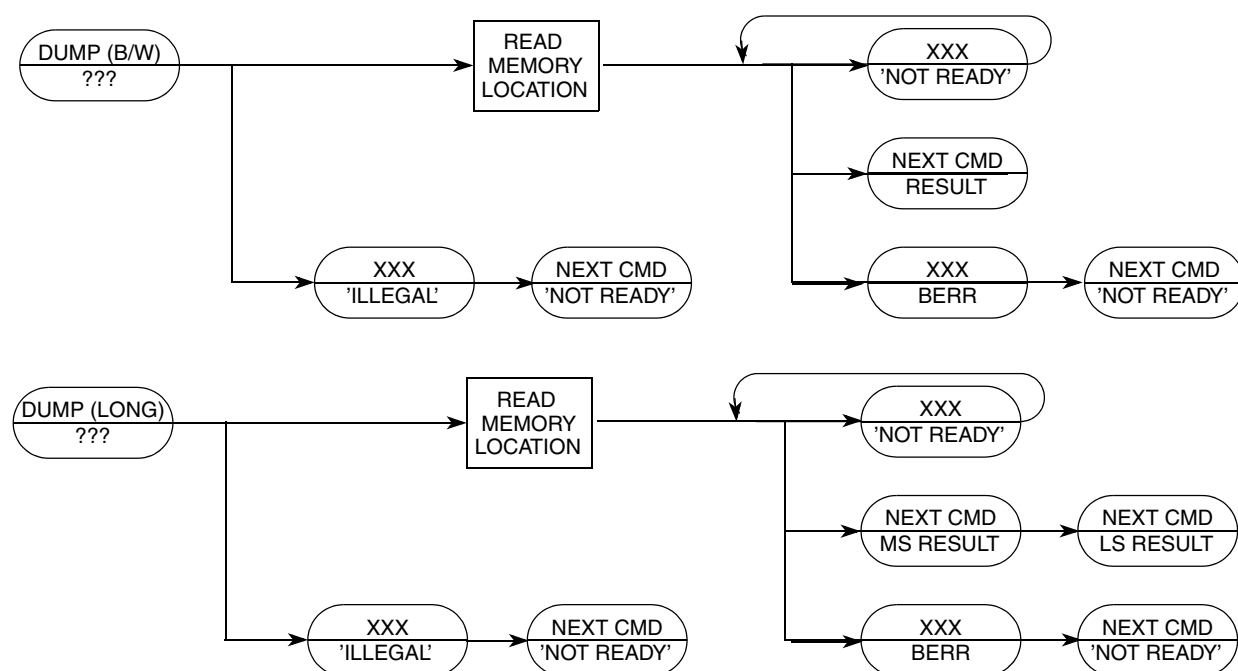 DUMP (B/W)
???
READ
MEMORY
LOCATION
XXX
'NOT READY'
NEXT CMD
RESULT
XXX
'ILLEGAL'
NEXT CMD
'NOT READY'
XXX
BERR
NEXT CMD
'NOT READY'
DUMP (LONG)
???
READ
MEMORY
LOCATION
XXX
'NOT READY'
NEXT CMD
MS RESULT
NEXT CMD
LS RESULT
XXX
'ILLEGAL'
NEXT CMD
'NOT READY'
XXX
BERR
NEXT CMD
'NOT READY'